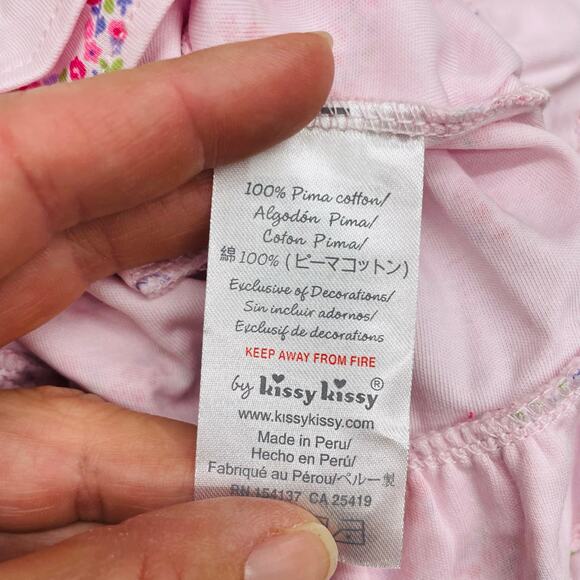 100% Pima cotton/
Algodón Pima/
Coton Pima/
綿 100% (ピーマコットン)
Exclusive of Decorations/
Sin incluir adornos/
Exclusif de decorations
KEEP AWAY FROM FIRE
by kissy kissy®
www.kissykissy.com
Made in Peru/
Hecho en Perú/
Fabriqué au Pérou/ペルー製
RN 154137 CA 25419